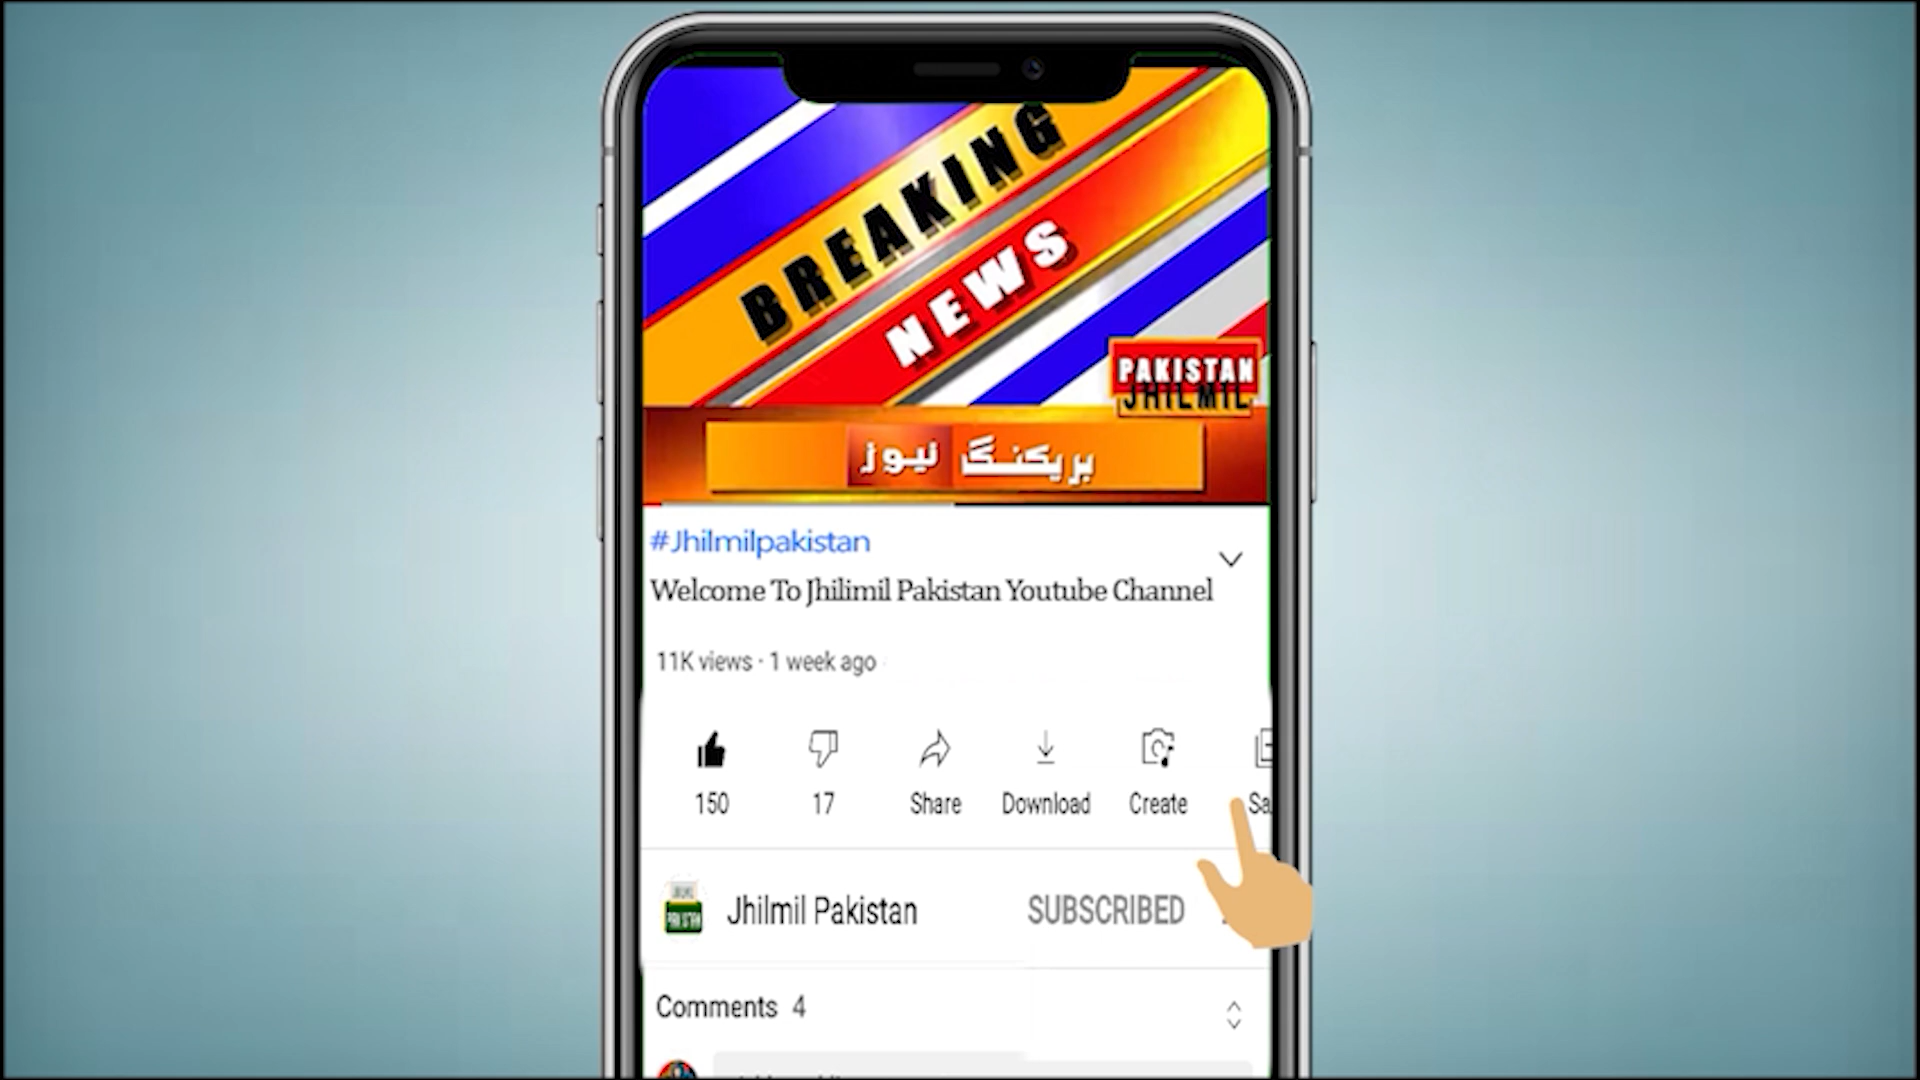 BREAKING
NEWS
PAKISTAN
JHILMIL
بریکنگ نیوز
#Jhilmilpakistan
Welcome To Jhilimil Pakistan Youtube Channel
11K views · 1 week ago
150
17
Share
Download
Create
Sa
Jhilmil Pakistan
SUBSCRIBED
Comments 4